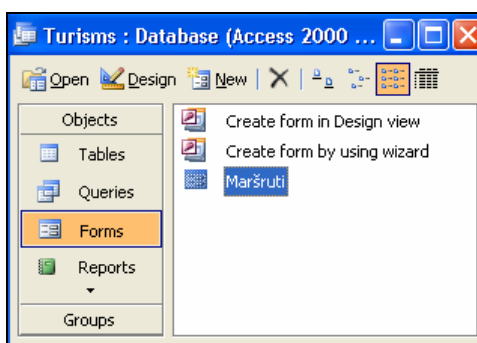 Turisms : Database (Access 2000 ...
Open Design New
Objects
Tables
Queries
Forms
Reports
Groups
Create form in Design view
Create form by using wizard
Maršruti